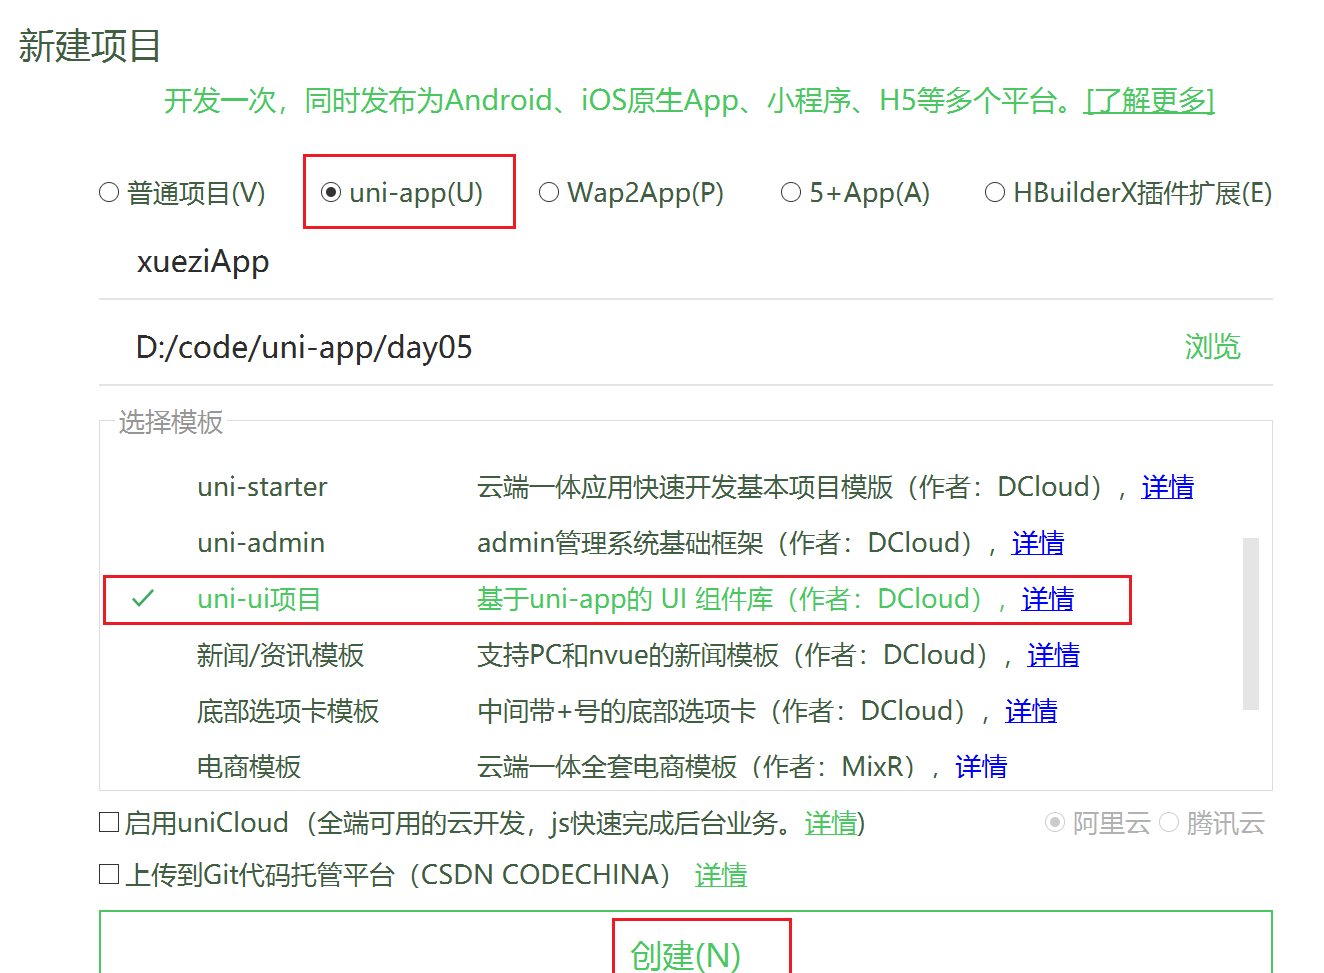 新建项目
开发一次，同时发布为Android、iOS原生App、小程序、H5等多个平台。[了解更多]
普通项目(V) uni-app(U) Wap2App(P) 5+App(A) HBuilderX插件扩展(E)
xueziApp
D:/code/uni-app/day05 浏览
选择模板
uni-starter 云端一体应用快速开发基本项目模版（作者：DCloud），详情
uni-admin admin管理系统基础框架（作者：DCloud），详情
uni-ui项目 基于uni-app的 UI 组件库（作者：DCloud），详情
新闻/资讯模板 支持PC和nvue的新闻模板（作者：DCloud），详情
底部选项卡模板 中间带+号的底部选项卡（作者：DCloud），详情
电商模板 云端一体全套电商模板（作者：MixR），详情
启用uniCloud（全端可用的云开发，js快速完成后台业务。详情) 阿里云 腾讯云
上传到Git代码托管平台（CSDN CODECHINA） 详情
创建(N)